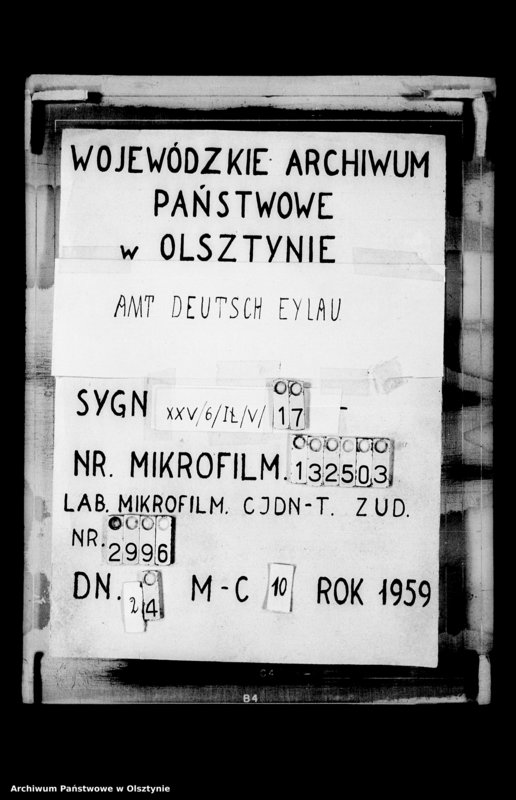 WOJEWÓDZKIE ARCHIWUM
PAŃSTWOWE
w OLSZTYNIE
AMT DEUTSCH EYLAU
SYGN XXV/6/IŁ/V/ 17 -
NR. MIKROFILM. 132503
LAB. MIKROFILM. CJDN-T. ZUD.
NR. 2996
DN. 24 M-C 10 ROK 1959
B4
Archiwum Państwowe w Olsztynie